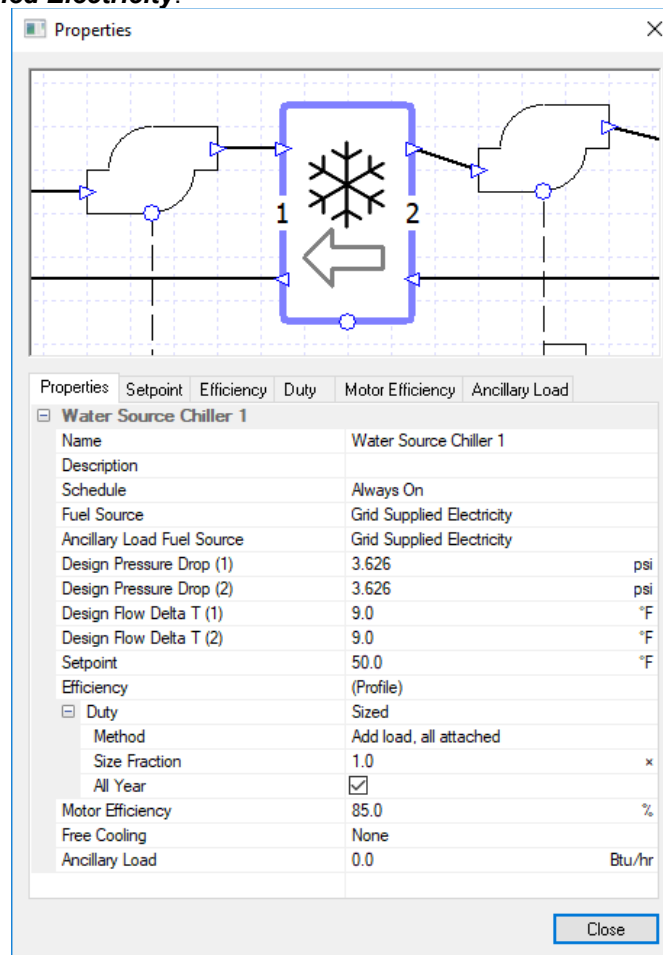 ied Electricity.
Properties
1
2
Properties Setpoint Efficiency Duty Motor Efficiency Ancillary Load
Water Source Chiller 1
Name Water Source Chiller 1
Description
Schedule Always On
Fuel Source Grid Supplied Electricity
Ancillary Load Fuel Source Grid Supplied Electricity
Design Pressure Drop (1) 3.626 psi
Design Pressure Drop (2) 3.626 psi
Design Flow Delta T (1) 9.0 °F
Design Flow Delta T (2) 9.0 °F
Setpoint 50.0 °F
Efficiency (Profile)
Duty Sized
Method Add load, all attached
Size Fraction 1.0 ×
All Year
Motor Efficiency 85.0 %
Free Cooling None
Ancillary Load 0.0 Btu/hr
Close